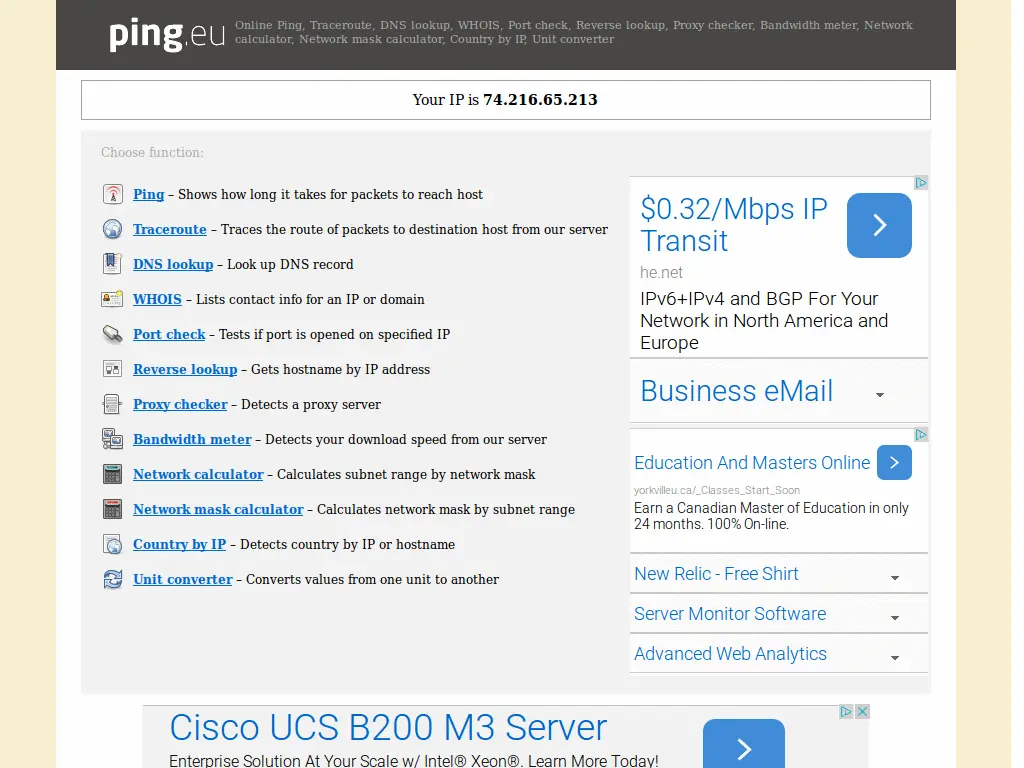 ping.eu
Online Ping, Traceroute, DNS lookup, WHOIS, Port check, Reverse lookup, Proxy checker, Bandwidth meter, Network
calculator, Network mask calculator, Country by IP, Unit converter
Your IP is 74.216.65.213
Choose function:
Ping – Shows how long it takes for packets to reach host
Traceroute – Traces the route of packets to destination host from our server
DNS lookup – Look up DNS record
WHOIS – Lists contact info for an IP or domain
Port check – Tests if port is opened on specified IP
Reverse lookup – Gets hostname by IP address
Proxy checker – Detects a proxy server
Bandwidth meter – Detects your download speed from our server
Network calculator – Calculates subnet range by network mask
Network mask calculator – Calculates network mask by subnet range
Country by IP – Detects country by IP or hostname
Unit converter – Converts values from one unit to another
$0.32/Mbps IP
Transit
he.net
IPv6+IPv4 and BGP For Your
Network in North America and
Europe
Business eMail
Education And Masters Online
yorkvilleu.ca/_Classes_Start_Soon
Earn a Canadian Master of Education in only
24 months. 100% On-line.
New Relic - Free Shirt
Server Monitor Software
Advanced Web Analytics
Cisco UCS B200 M3 Server
Enterprise Solution At Your Scale w/ Intel® Xeon®. Learn More Today!